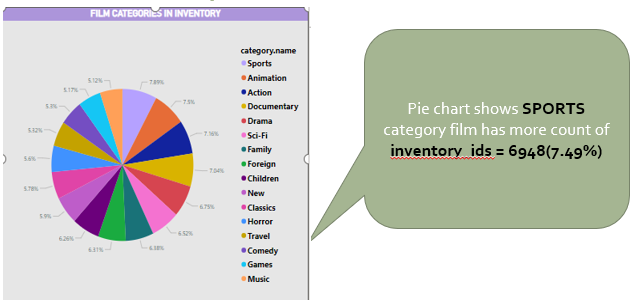 FILM CATEGORIES IN INVENTORY
category.name
Sports
Animation
Action
Documentary
Drama
Sci-Fi
Family
Foreign
Children
New
Classics
Horror
Travel
Comedy
Games
Music
7.89%
7.5%
7.16%
7.04%
6.75%
6.52%
6.38%
6.31%
6.26%
5.9%
5.78%
5.6%
5.52%
5.3%
5.17%
5.12%
Pie chart shows SPORTS
category film has more count of
inventory_ids = 6948(7.49%)